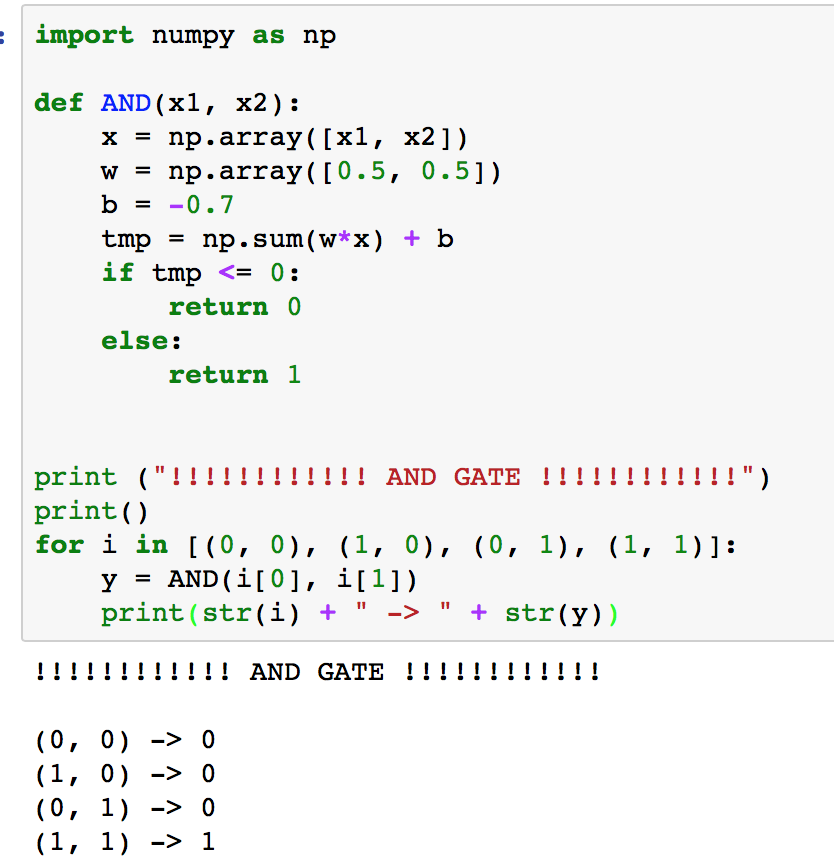 import numpy as np
def AND(x1, x2):
    x = np.array([x1, x2])
    w = np.array([0.5, 0.5])
    b = -0.7
    tmp = np.sum(w*x) + b
    if tmp <= 0:
        return 0
    else:
        return 1
print ("!!!!!!!!!!!! AND GATE !!!!!!!!!!!!")
print()
for i in [(0, 0), (1, 0), (0, 1), (1, 1)]:
    y = AND(i[0], i[1])
    print(str(i) + " -> " + str(y))
!!!!!!!!!!!! AND GATE !!!!!!!!!!!!
(0, 0) -> 0
(1, 0) -> 0
(0, 1) -> 0
(1, 1) -> 1